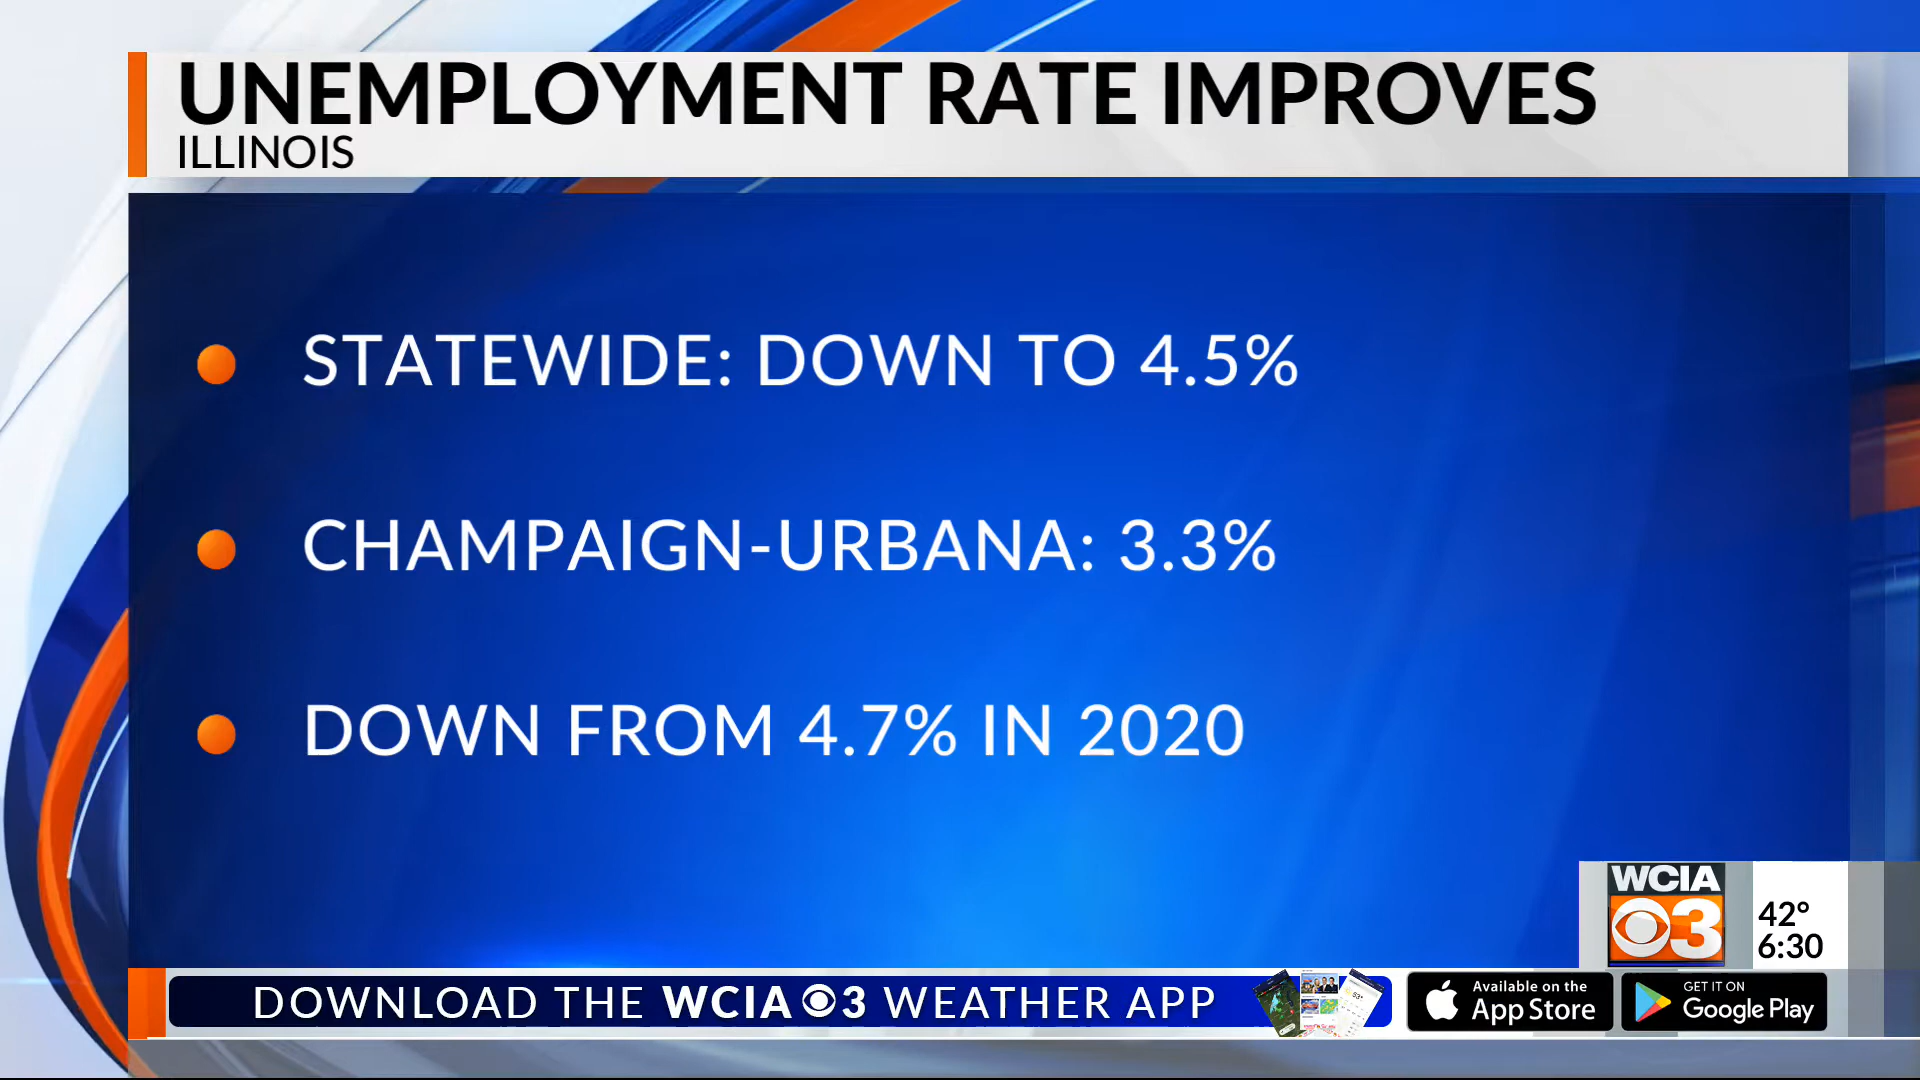 UNEMPLOYMENT RATE IMPROVES
ILLINOIS
STATEWIDE: DOWN TO 4.5%
CHAMPAIGN-URBANA: 3.3%
DOWN FROM 4.7% IN 2020
WCIA
3
42°
6:30
DOWNLOAD THE WCIA 3 WEATHER APP
Available on the
App Store
GET IT ON
Google Play